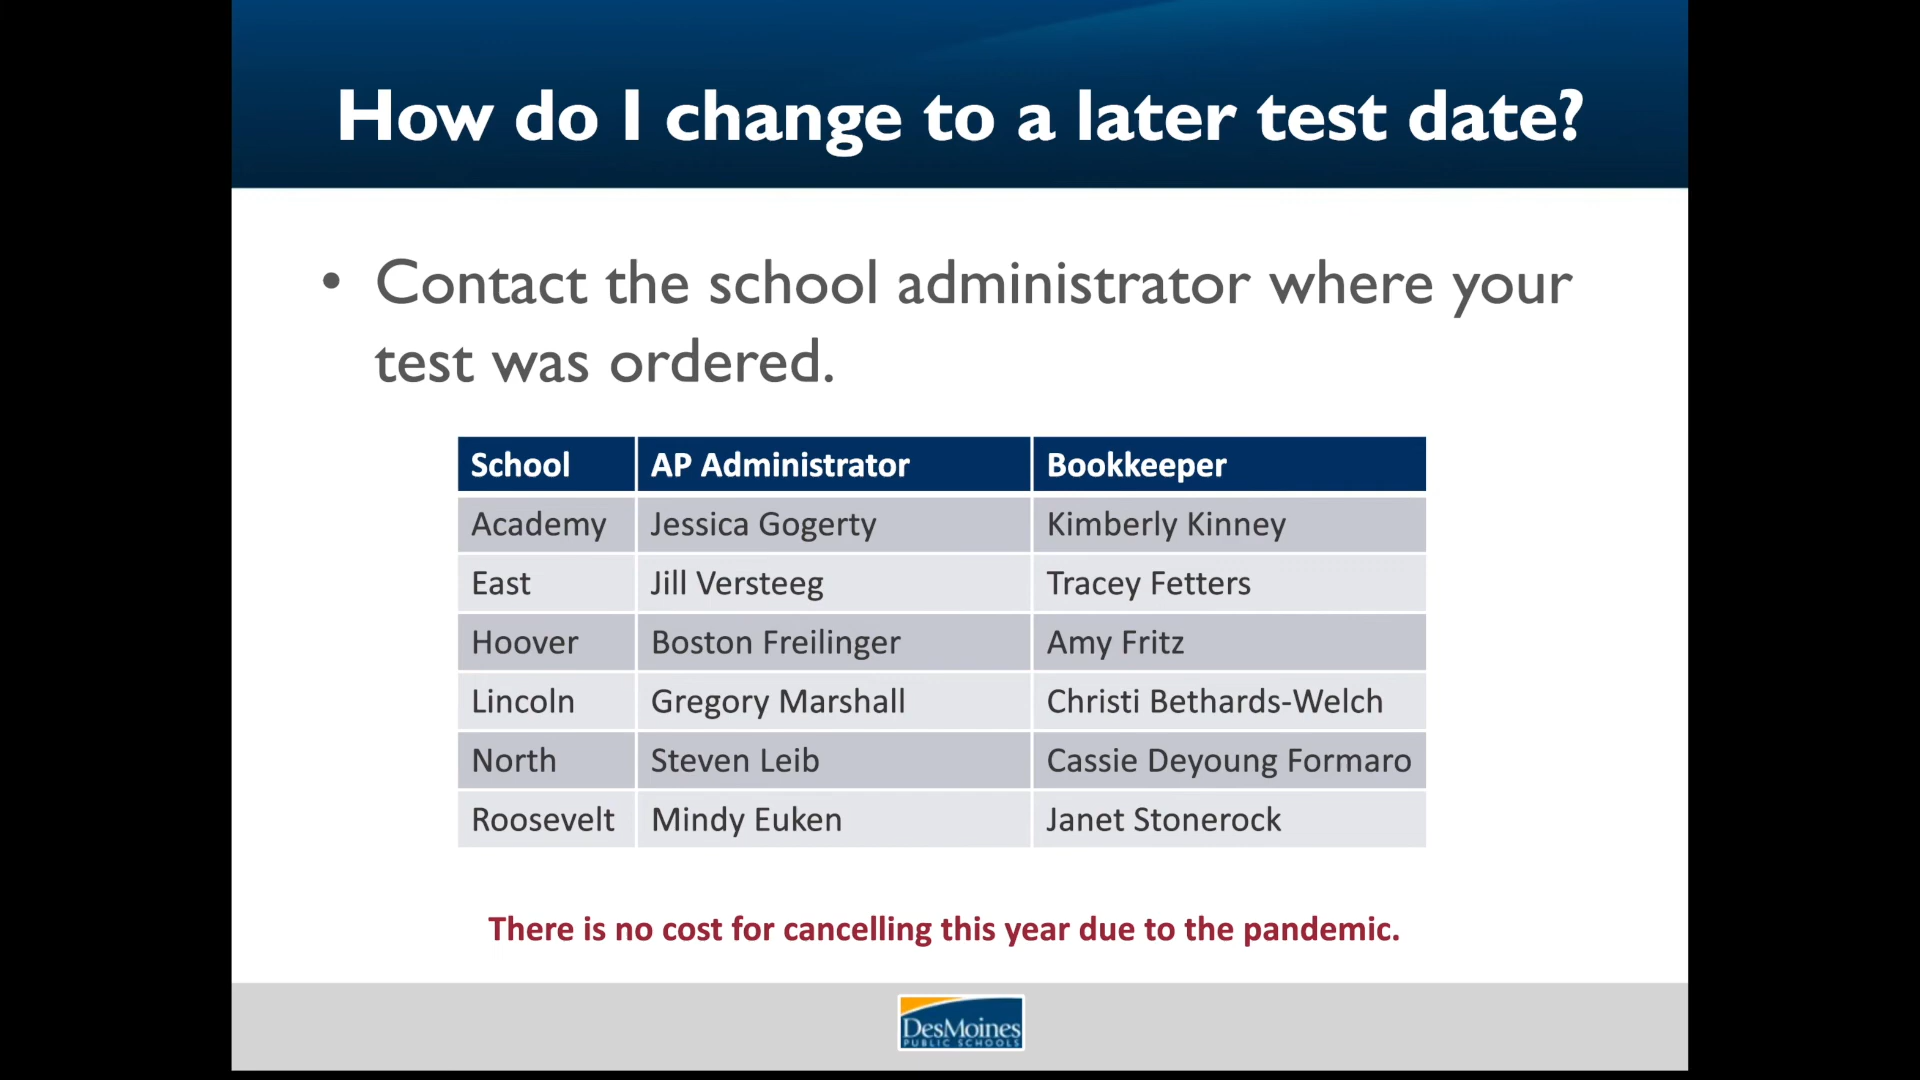 How do I change to a later test date?
• Contact the school administrator where your
test was ordered.
School AP Administrator Bookkeeper
Academy Jessica Gogerty Kimberly Kinney
East Jill Versteeg Tracey Fetters
Hoover Boston Freilinger Amy Fritz
Lincoln Gregory Marshall Christi Bethards-Welch
North Steven Leib Cassie Deyoung Formaro
Roosevelt Mindy Euken Janet Stonerock
There is no cost for cancelling this year due to the pandemic.
DesMoines
PUBLIC SCHOOLS